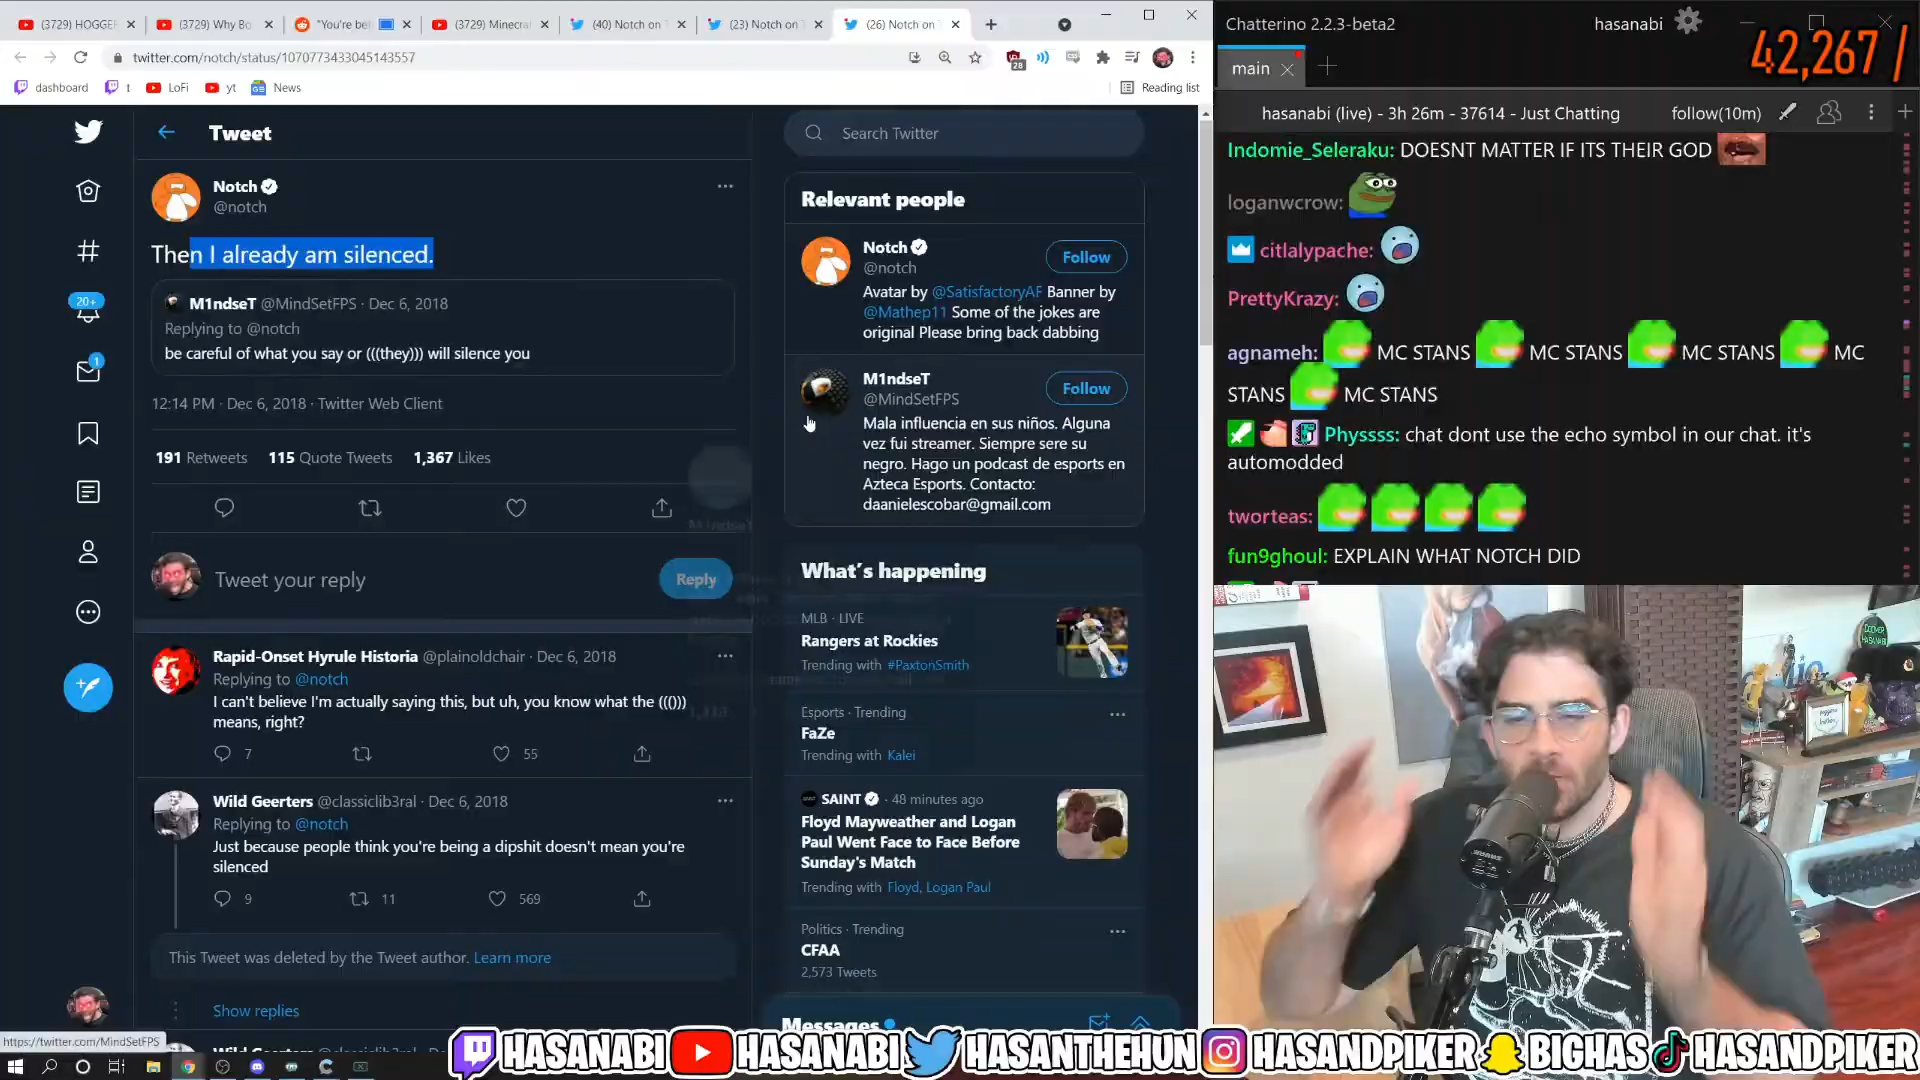 (3729) HOGGER
(3729) Why Bo
"You're bet
(3729) Minecra
(40) Notch on T
(23) Notch on T
(26) Notch on T
twitter.com/notch/status/1070773433045143557
28
dashboard
t
LoFi
yt
News
Reading list
Tweet
Notch
@notch
Then I already am silenced.
M1ndseT @MindSetFPS · Dec 6, 2018
Replying to @notch
be careful of what you say or (((they))) will silence you
12:14 PM · Dec 6, 2018 · Twitter Web Client
191 Retweets 115 Quote Tweets 1,367 Likes
Tweet your reply
Reply
Rapid-Onset Hyrule Historia @plainoldchair · Dec 6, 2018
Replying to @notch
I can't believe I'm actually saying this, but uh, you know what the ((()))
means, right?
7
55
Wild Geerters @classiclib3ral · Dec 6, 2018
Replying to @notch
Just because people think you're being a dipshit doesn't mean you're
silenced
9
11
569
This Tweet was deleted by the Tweet author. Learn more
Show replies
20+
1
https://twitter.com/MindSetFPS
Search Twitter
Relevant people
Notch
@notch
Follow
Avatar by @SatisfactoryAF Banner by
@Mathep11 Some of the jokes are
original Please bring back dabbing
M1ndseT
@MindSetFPS
Follow
Mala influencia en sus niños. Alguna
vez fui streamer. Siempre sere su
negro. Hago un podcast de esports en
Azteca Esports. Contacto:
daanielescobar@gmail.com
What's happening
MLB · LIVE
Rangers at Rockies
Trending with #PaxtonSmith
Esports · Trending
FaZe
Trending with Kalei
SAINT · 48 minutes ago
Floyd Mayweather and Logan
Paul Went Face to Face Before
Sunday's Match
Trending with Floyd, Logan Paul
Politics · Trending
CFAA
2,573 Tweets
Messages
Chatterino 2.2.3-beta2
hasanabi
42,267 /
main
hasanabi (live) - 3h 26m - 37614 - Just Chatting
follow(10m)
Indomie_Seleraku: DOESNT MATTER IF ITS THEIR GOD
loganwcrow:
citlalypache:
PrettyKrazy:
agnameh: MC STANS MC STANS MC STANS MC
STANS MC STANS
Physsss: chat dont use the echo symbol in our chat. it's
automodded
tworteas:
fun9ghoul: EXPLAIN WHAT NOTCH DID
HASANABI HASANABI HASANTHEHUN HASANDPIKER BIGHAS HASANDPIKER